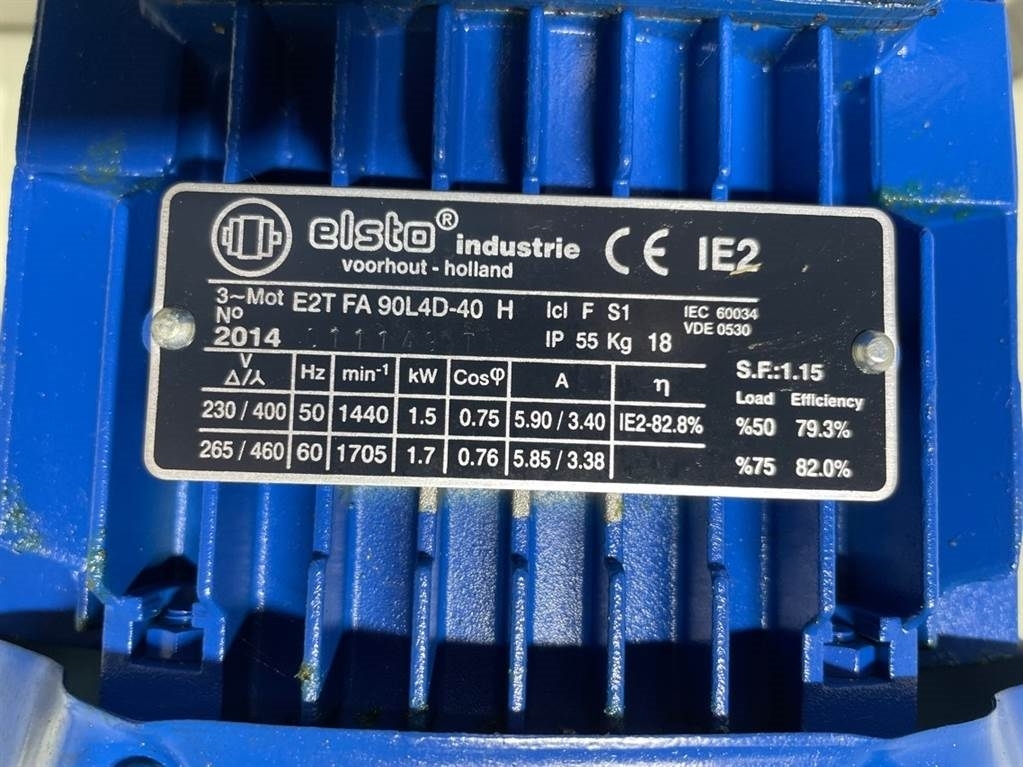 elsto® industrie CE IE2
voorhout - holland
3~Mot E2T FA 90L4D-40 H Icl F S1 IEC 60034
Nº VDE 0530
2014 IP 55 Kg 18
V Δ/⅄ Hz min⁻¹ kW Cosφ A η S.F.:1.15
Load Efficiency
230 / 400 50 1440 1.5 0.75 5.90 / 3.40 IE2-82.8% %50 79.3%
265 / 460 60 1705 1.7 0.76 5.85 / 3.38 %75 82.0%